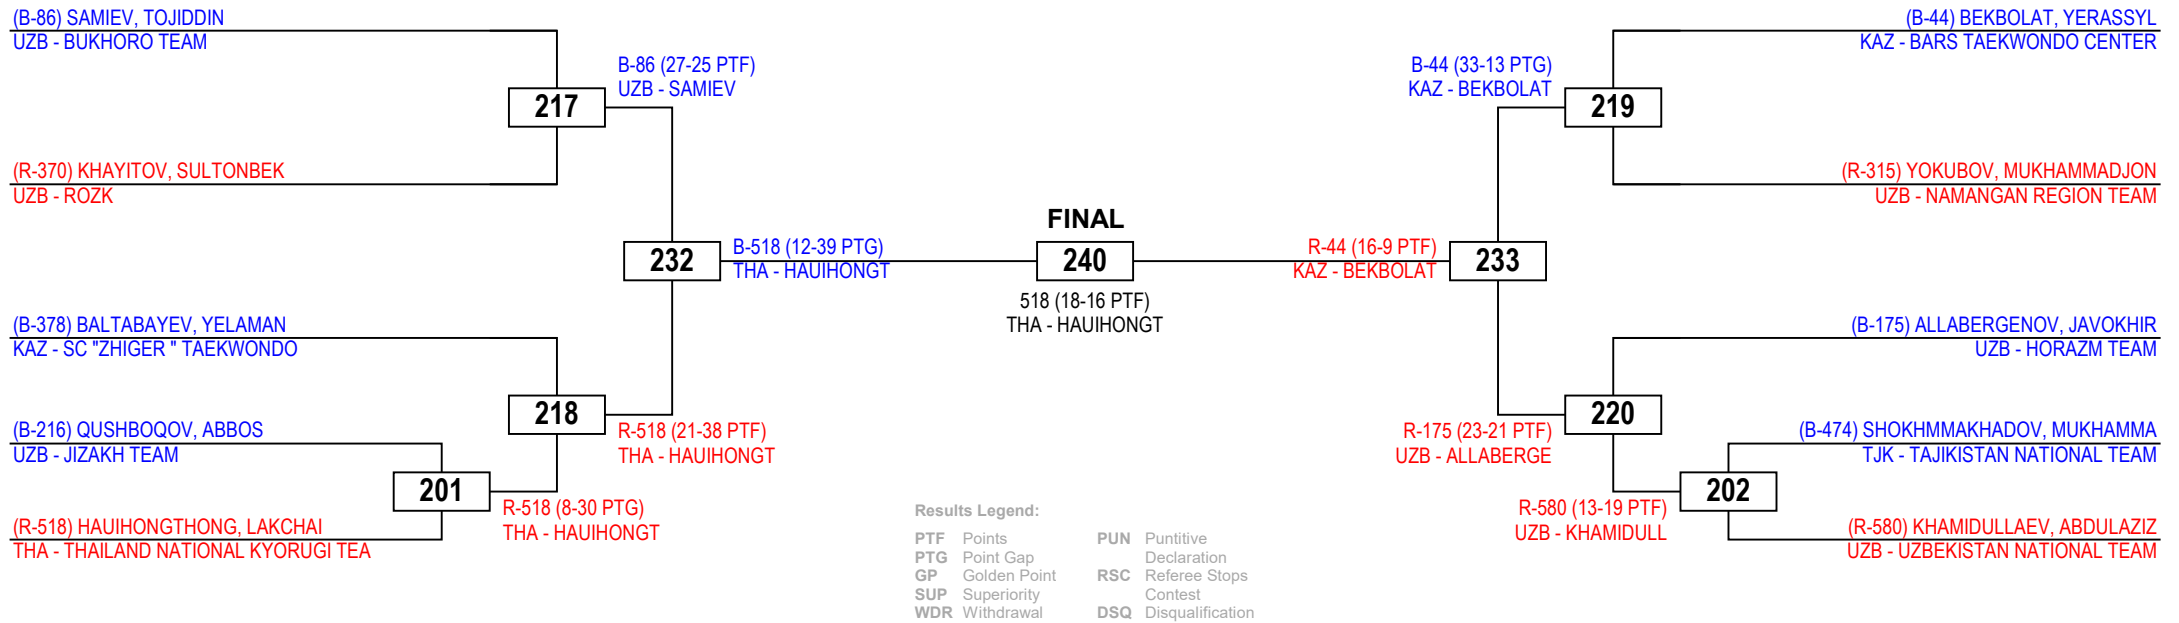 (B-86) SAMIEV, TOJIDDIN
UZB - BUKHORO TEAM
B-86 (27-25 PTF)
UZB - SAMIEV
217
(R-370) KHAYITOV, SULTONBEK
UZB - ROZK
232
B-518 (12-39 PTG)
THA - HAUIHONGT
(B-378) BALTABAYEV, YELAMAN
KAZ - SC "ZHIGER " TAEKWONDO
218
R-518 (21-38 PTF)
THA - HAUIHONGT
(B-216) QUSHBOQOV, ABBOS
UZB - JIZAKH TEAM
201
R-518 (8-30 PTG)
THA - HAUIHONGT
(R-518) HAUIHONGTHONG, LAKCHAI
THA - THAILAND NATIONAL KYORUGI TEA
FINAL
240
518 (18-16 PTF)
THA - HAUIHONGT
(B-44) BEKBOLAT, YERASSYL
KAZ - BARS TAEKWONDO CENTER
B-44 (33-13 PTG)
KAZ - BEKBOLAT
219
(R-315) YOKUBOV, MUKHAMMADJON
UZB - NAMANGAN REGION TEAM
R-44 (16-9 PTF)
KAZ - BEKBOLAT
233
(B-175) ALLABERGENOV, JAVOKHIR
UZB - HORAZM TEAM
220
R-175 (23-21 PTF)
UZB - ALLABERGE
(B-474) SHOKHMMAKHADOV, MUKHAMMA
TJK - TAJIKISTAN NATIONAL TEAM
202
R-580 (13-19 PTF)
UZB - KHAMIDULL
(R-580) KHAMIDULLAEV, ABDULAZIZ
UZB - UZBEKISTAN NATIONAL TEAM
Results Legend:
PTF Points
PTG Point Gap
GP Golden Point
SUP Superiority
WDR Withdrawal
PUN Puntitive
Declaration
RSC Referee Stops
Contest
DSQ Disqualification